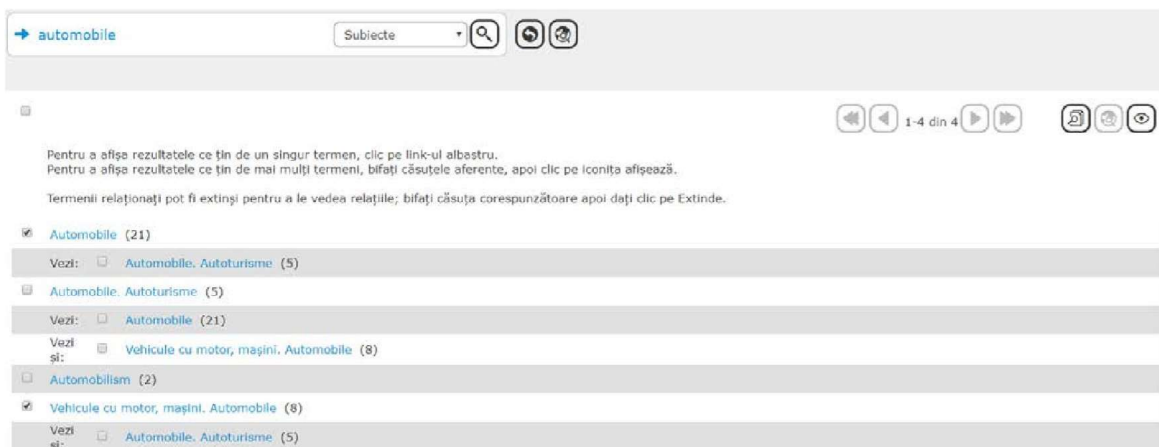 automobile Subiecte
1-4 din 4
Pentru a afișa rezultatele ce țin de un singur termen, clic pe link-ul albastru.
Pentru a afișa rezultatele ce țin de mai mulți termeni, bifați căsuțele aferente, apoi clic pe iconița afișează.
Termenii relaționați pot fi extinși pentru a le vedea relațiile; bifați căsuța corespunzătoare apoi dați clic pe Extinde.
Automobile (21)
Vezi: Automobile. Autoturisme (5)
Automobile. Autoturisme (5)
Vezi: Automobile (21)
Vezi și: Vehicule cu motor, mașini. Automobile (8)
Automobilism (2)
Vehicule cu motor, mașini. Automobile (8)
Vezi și: Automobile. Autoturisme (5)